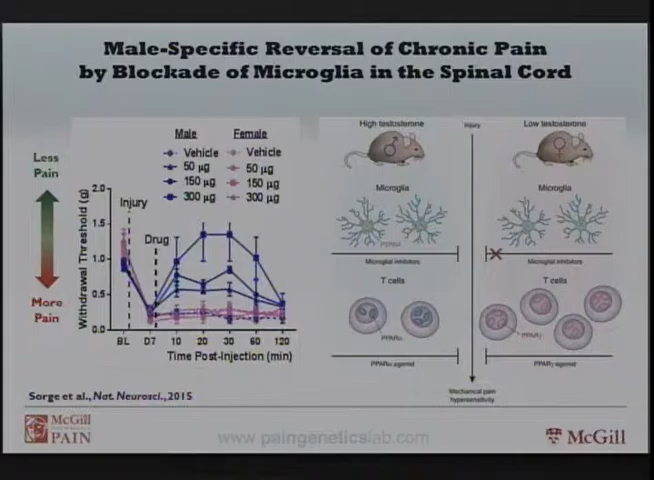 Male-Specific Reversal of Chronic Pain
by Blockade of Microglia in the Spinal Cord
Less
Pain
More
Pain
Male
Female
Vehicle
50 µg
150 µg
300 µg
Vehicle
50 µg
150 µg
300 µg
Withdrawal Threshold (g)
2.0
1.5
1.0
0.5
0.0
Injury
Drug
BL D7 10 20 30 60 120
Time Post-Injection (min)
High testosterone
Injury
Low testosterone
Microglia
Microglia
Microglial inhibitors
Microglial inhibitors
T cells
T cells
PPARα
PPARγ
PPARα agonist
PPARγ agonist
Mechanical pain
hypersensitivity
Sorge et al., Nat. Neurosci., 2015
McGill
PAIN
www.paingeneticslab.com
McGill